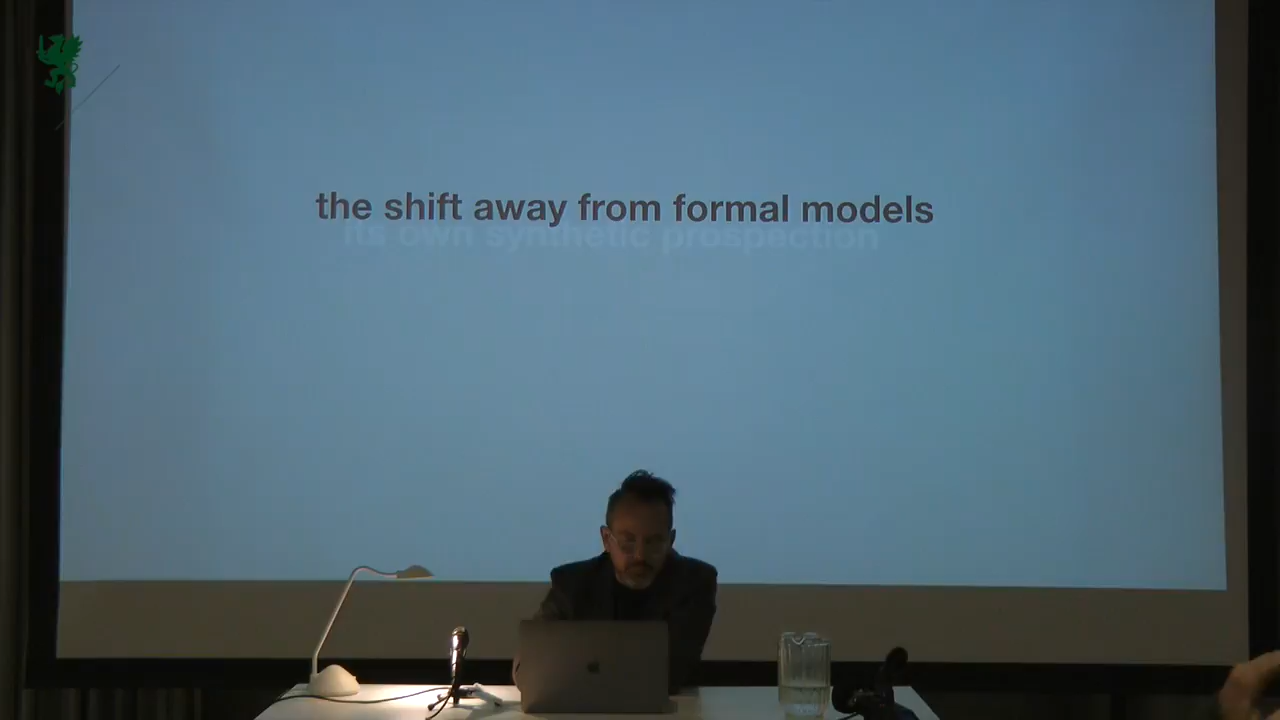 the shift away from formal models
its own synthetic prospection